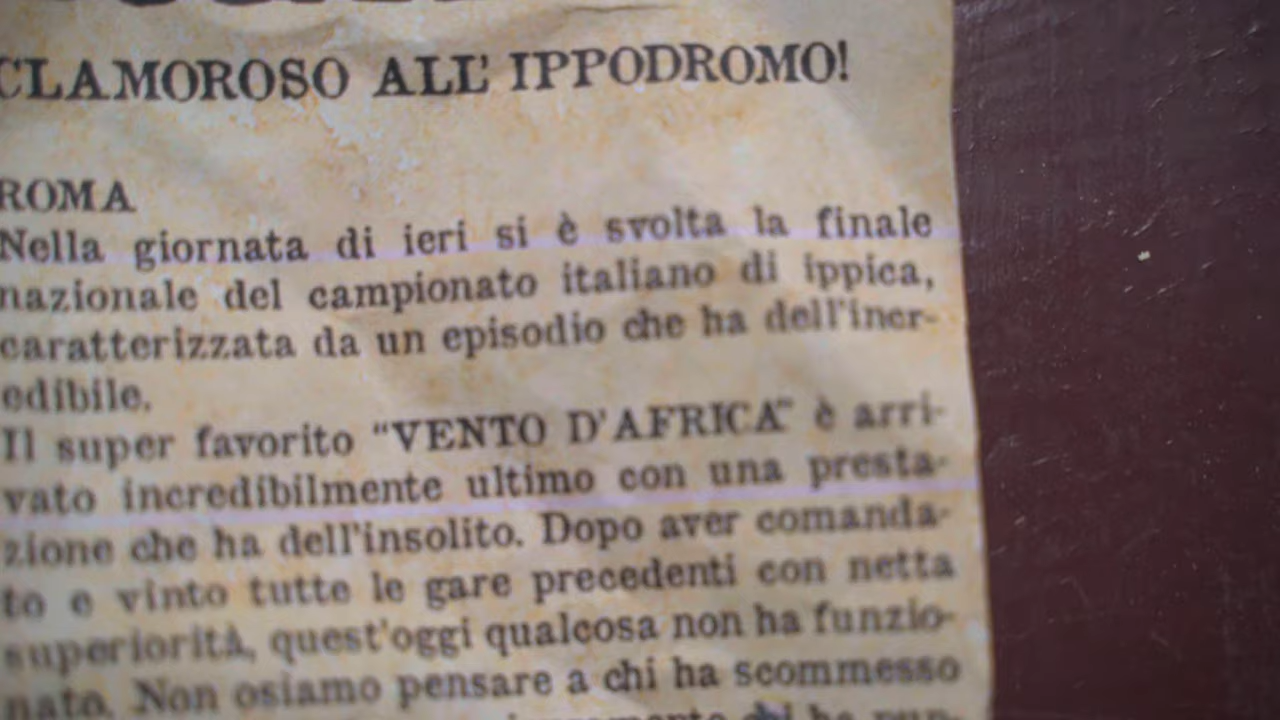 CLAMOROSO ALL' IPPODROMO!
ROMA
Nella giornata di ieri si è svolta la finale
nazionale del campionato italiano di ippica,
caratterizzata da un episodio che ha dell'incr-
edibile.
Il super favorito "VENTO D'AFRICA" è arri-
vato incredibilmente ultimo con una presta-
zione che ha dell'insolito. Dopo aver comanda-
to e vinto tutte le gare precedenti con netta
superiorità, quest'oggi qualcosa non ha funzio-
nato. Non osiamo pensare a chi ha scommesso